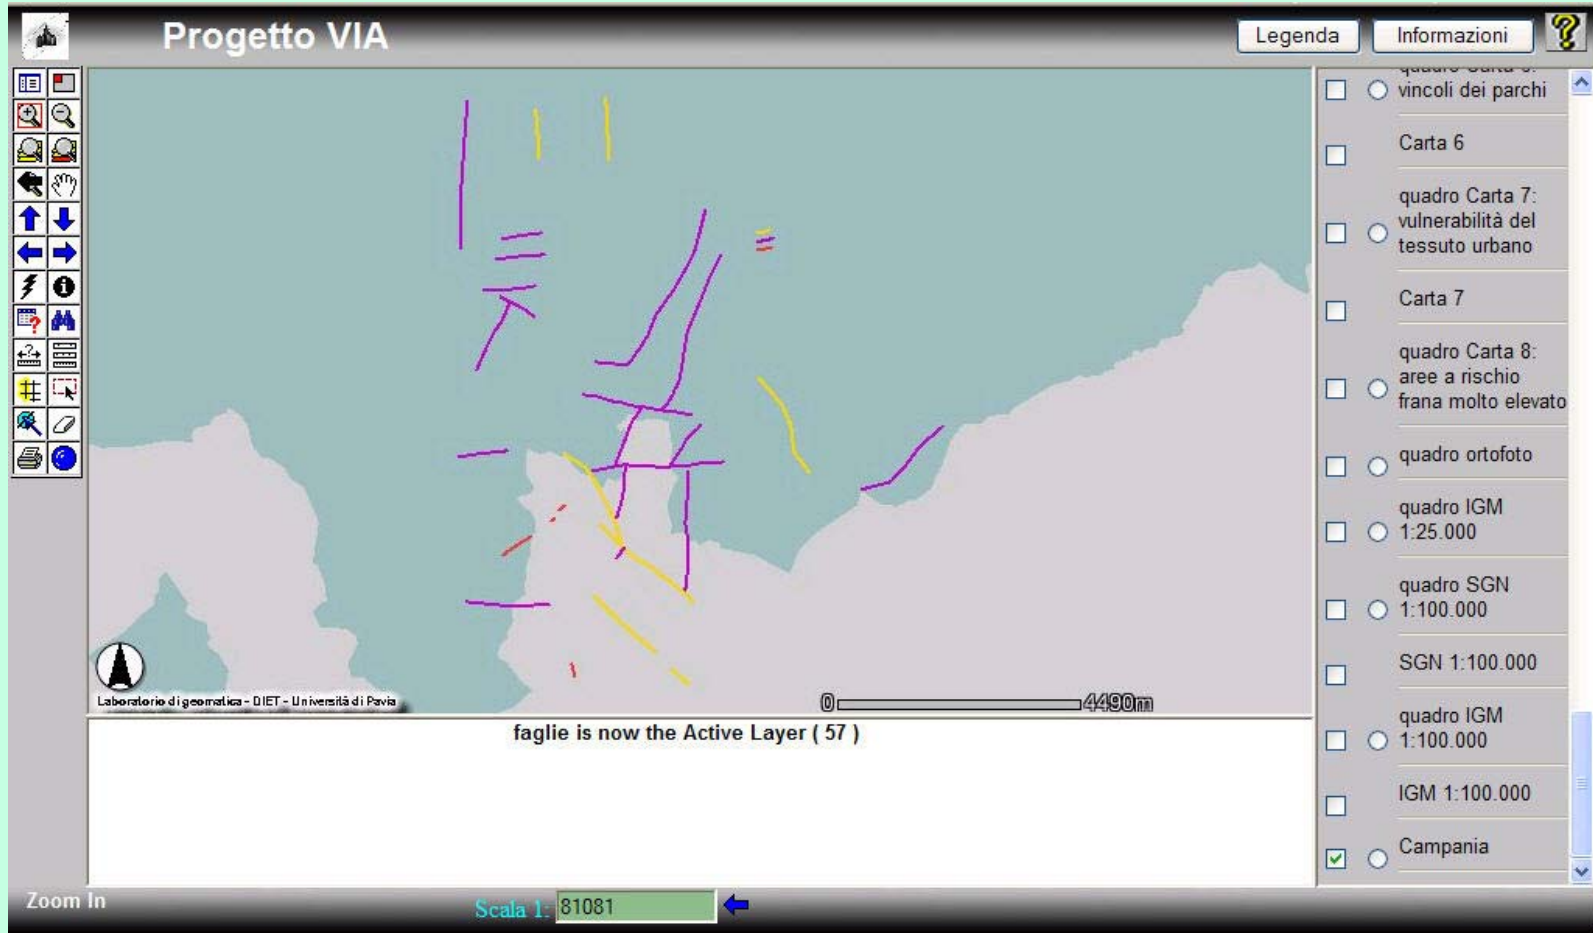 Progetto VIA
Legenda
Informazioni
quadro Carta 6:
vincoli dei parchi
Carta 6
quadro Carta 7:
vulnerabilità del
tessuto urbano
Carta 7
quadro Carta 8:
aree a rischio
frana molto elevato
quadro ortofoto
quadro IGM
1:25.000
quadro SGN
1:100.000
SGN 1:100.000
quadro IGM
1:100.000
IGM 1:100.000
Campania
Laboratorio di geomatica - DIET - Università di Pavia
0 4490m
faglie is now the Active Layer ( 57 )
Zoom In
Scala 1: 81081